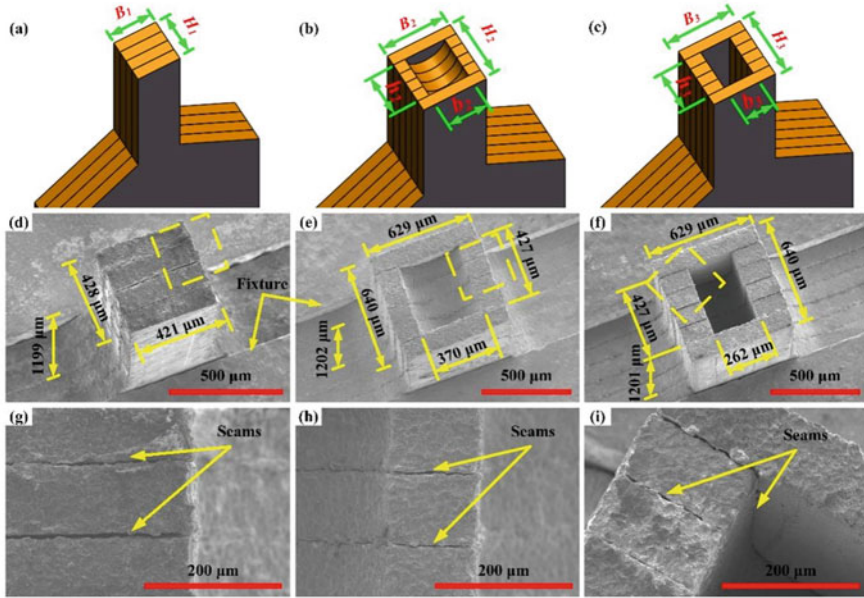 (a)
B₁
H₁
(b)
B₂
H₂
h₂
b₂
(c)
B₃
H₃
h₃
b₃
(d)
428 μm
1199 μm
421 μm
Fixture
500 μm
(e)
629 μm
427 μm
640 μm
1202 μm
370 μm
500 μm
(f)
629 μm
640 μm
427 μm
1201 μm
262 μm
500 μm
(g)
Seams
200 μm
(h)
Seams
200 μm
(i)
Seams
200 μm